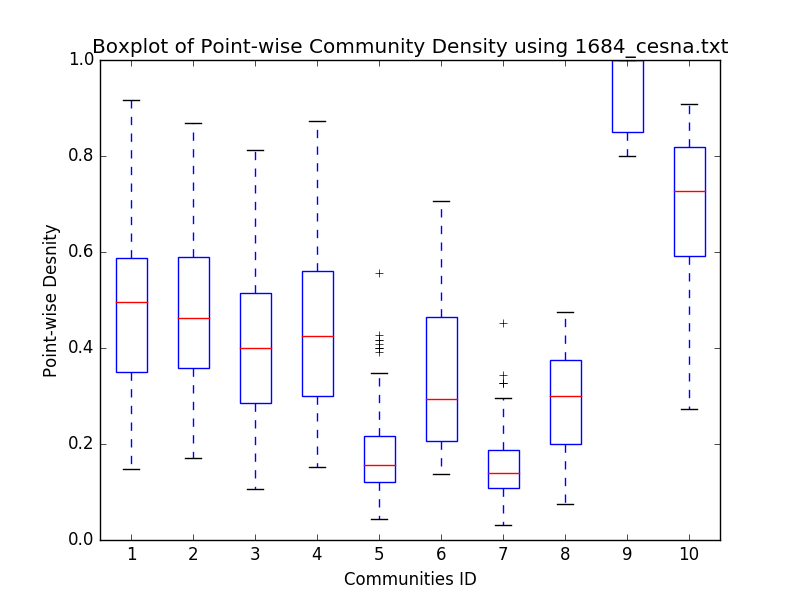 Boxplot of Point-wise Community Density using 1684_cesna.txt
1.0
0.8
0.6
0.4
0.2
0.0
Point-wise Desnity
1 2 3 4 5 6 7 8 9 10
Communities ID